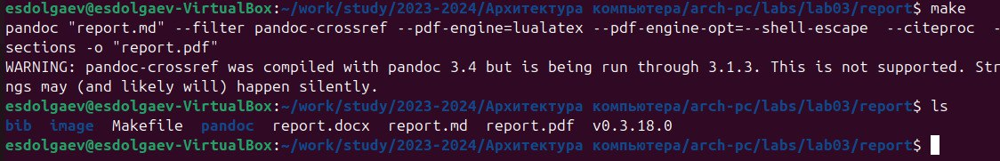 esdolgaev@esdolgaev-VirtualBox:~/work/study/2023-2024/Архитектура компьютера/arch-pc/labs/lab03/report$ make
pandoc "report.md" --filter pandoc-crossref --pdf-engine=lualatex --pdf-engine-opt=--shell-escape  --citeproc  -
sections -o "report.pdf"
WARNING: pandoc-crossref was compiled with pandoc 3.4 but is being run through 3.1.3. This is not supported. Str
ngs may (and likely will) happen silently.
esdolgaev@esdolgaev-VirtualBox:~/work/study/2023-2024/Архитектура компьютера/arch-pc/labs/lab03/report$ ls
bib  image  Makefile  pandoc  report.docx  report.md  report.pdf  v0.3.18.0
esdolgaev@esdolgaev-VirtualBox:~/work/study/2023-2024/Архитектура компьютера/arch-pc/labs/lab03/report$